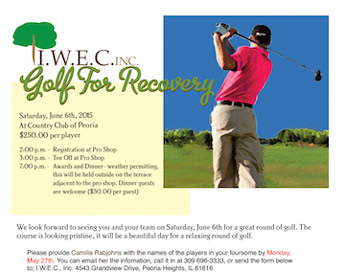 I.W.E.C. INC.
Golf For Recovery
Saturday, June 6th, 2015
At Country Club of Peoria
$250.00 per player
2:00 p.m. - Registration at Pro Shop
3:00 p.m. - Tee Off at Pro Shop
7:00 p.m. - Awards and Dinner - weather permitting,
this will be held outside on the terrace
adjacent to the pro shop. Dinner guests
are welcome ($50.00 per guest)
We look forward to seeing you and your team on Saturday, June 6th for a great round of golf. The
course is looking pristine, it will be a beautiful day for a relaxing round of golf.
Please provide Camilla Rabjohns with the names of the players in your foursome by Monday,
May 27th. You can email her the infomation, call it in at 309 696-3333, or send the form below
to; I.W.E.C., Inc. 4543 Grandview Drive, Peoria Heights, IL 61616